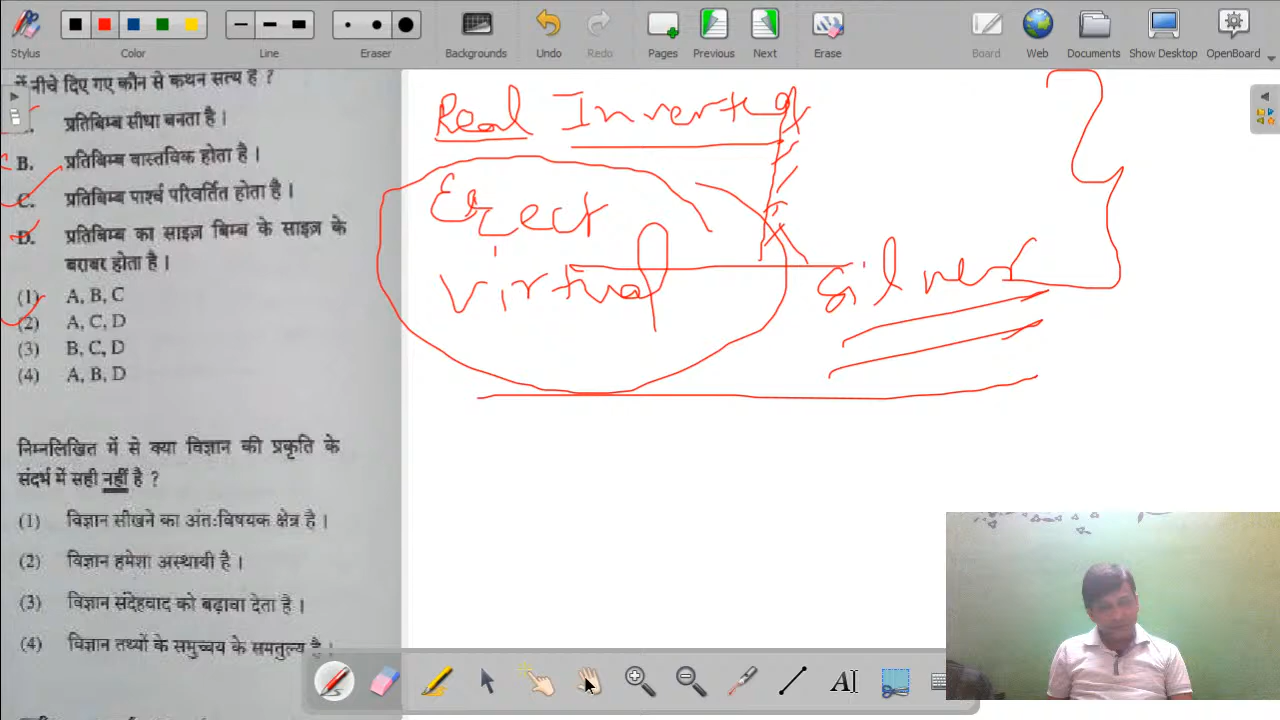 Stylus
Color
Line
Eraser
Backgrounds
Undo
Redo
Pages
Previous
Next
Erase
Board
Web
Documents
Show Desktop
OpenBoard
नीचे दिए गए कौन से कथन सत्य हैं ?
प्रतिबिम्ब सीधा बनता है ।
B. प्रतिबिम्ब वास्तविक होता है ।
C. प्रतिबिम्ब पार्श्व परिवर्तित होता है ।
D. प्रतिबिम्ब का साइज़ बिम्ब के साइज़ के
बराबर होता है ।
(1) A, B, C
(2) A, C, D
(3) B, C, D
(4) A, B, D
निम्नलिखित में से क्या विज्ञान की प्रकृति के
संदर्भ में सही नहीं है ?
(1) विज्ञान सीखने का अंतःविषयक क्षेत्र है ।
(2) विज्ञान हमेशा अस्थायी है ।
(3) विज्ञान संदेहवाद को बढ़ावा देता है ।
(4) विज्ञान तथ्यों के समुच्चय के समतुल्य है ।
Real Inverted
Erect
virtual
Silver